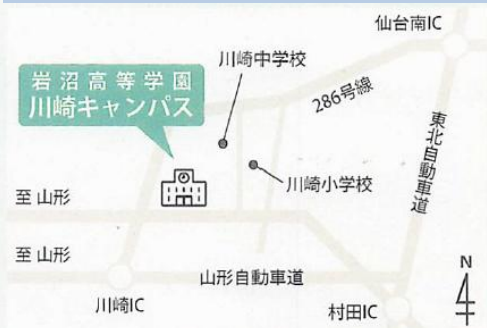 仙台南IC
川崎中学校
岩沼高等学園
川崎キャンパス
286号線
東北自動車道
川崎小学校
至 山形
至 山形
山形自動車道
N
川崎IC
村田IC